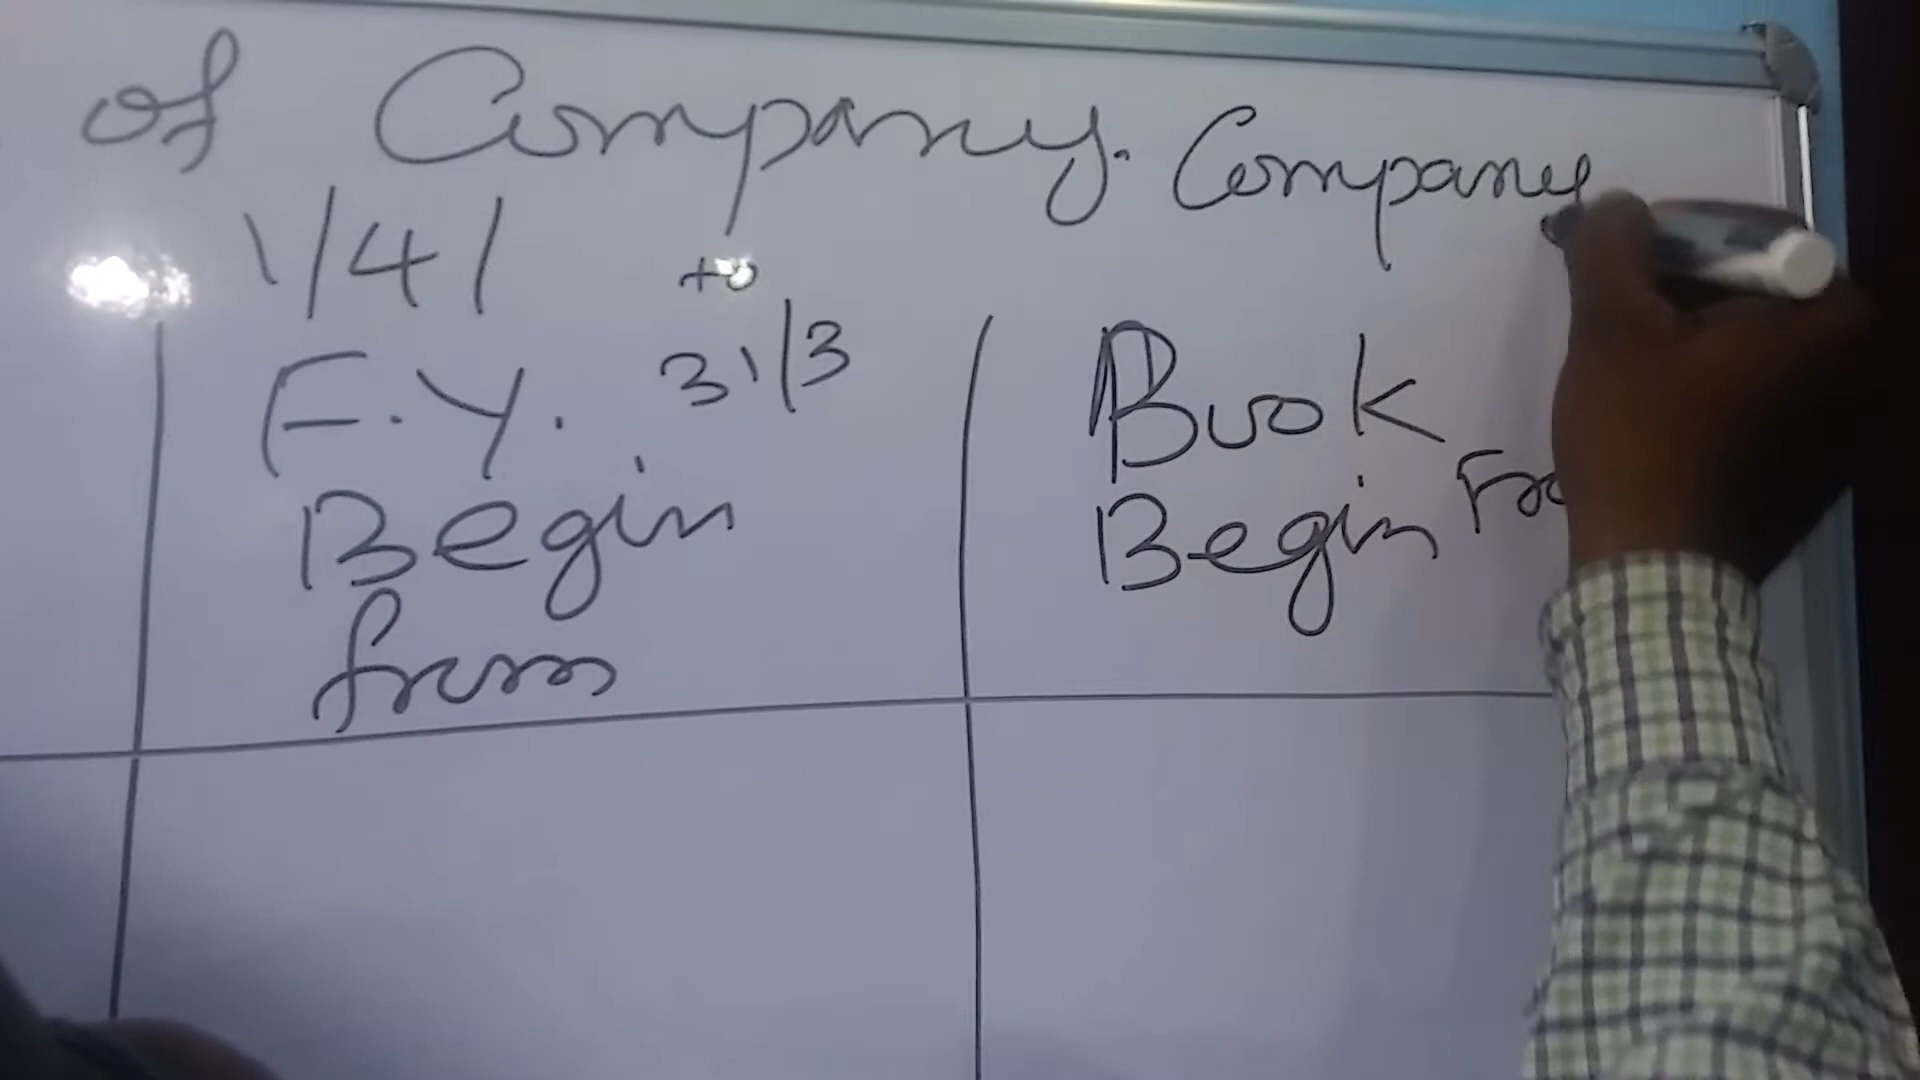 of Company. Company
1/4/ to
F.Y. 31/3
Begin
from
Book
Begin Fro